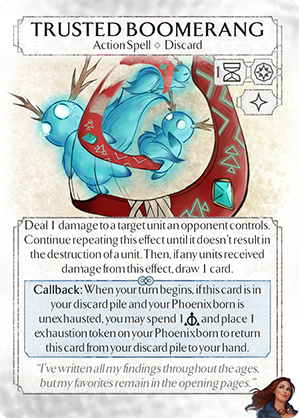 TRUSTED BOOMERANG
Action Spell ◇ Discard
1
Deal 1 damage to a target unit an opponent controls.
Continue repeating this effect until it doesn't result in
the destruction of a unit. Then, if any units received
damage from this effect, draw 1 card.
Callback: When your turn begins, if this card is in
your discard pile and your Phoenixborn is
unexhausted, you may spend 1 and place 1
exhaustion token on your Phoenixborn to return
this card from your discard pile to your hand.
"I've written all my findings throughout the ages,
but my favorites remain in the opening pages."